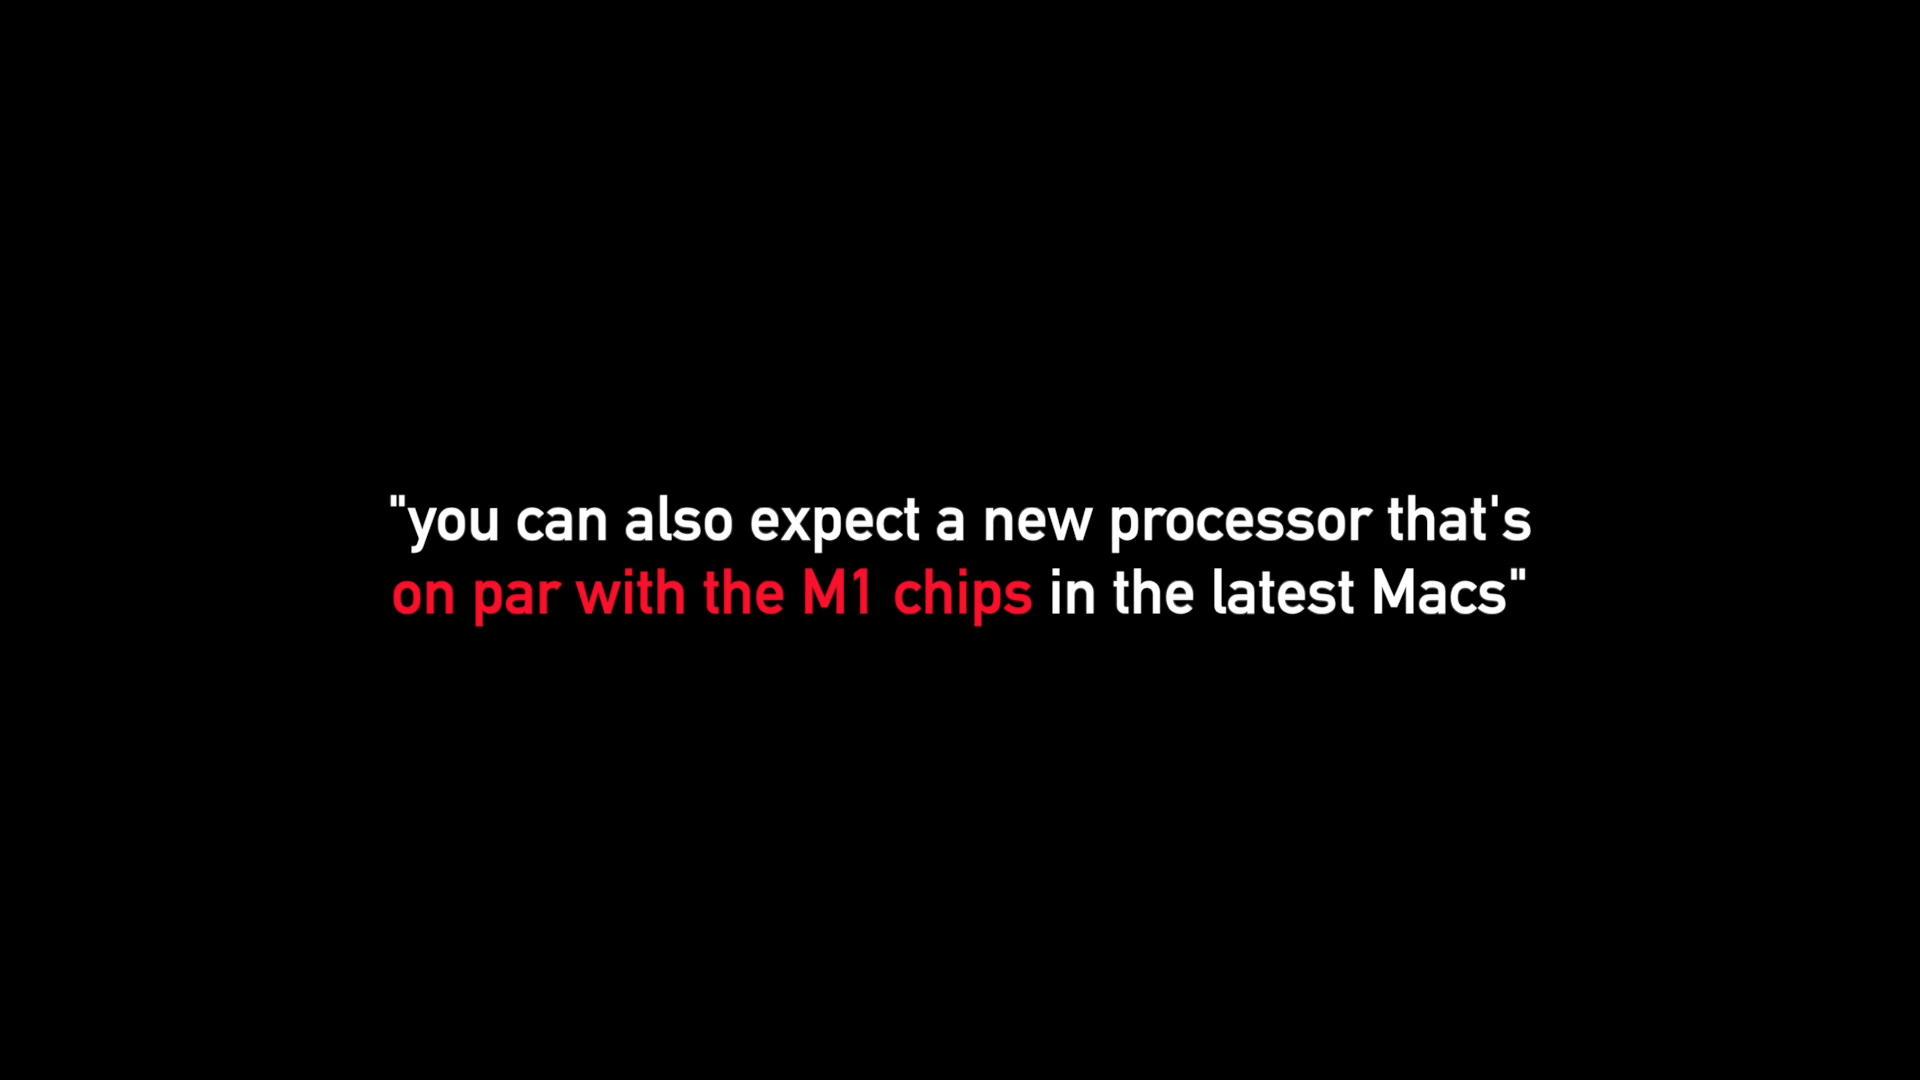 "you can also expect a new processor that's
on par with the M1 chips in the latest Macs"